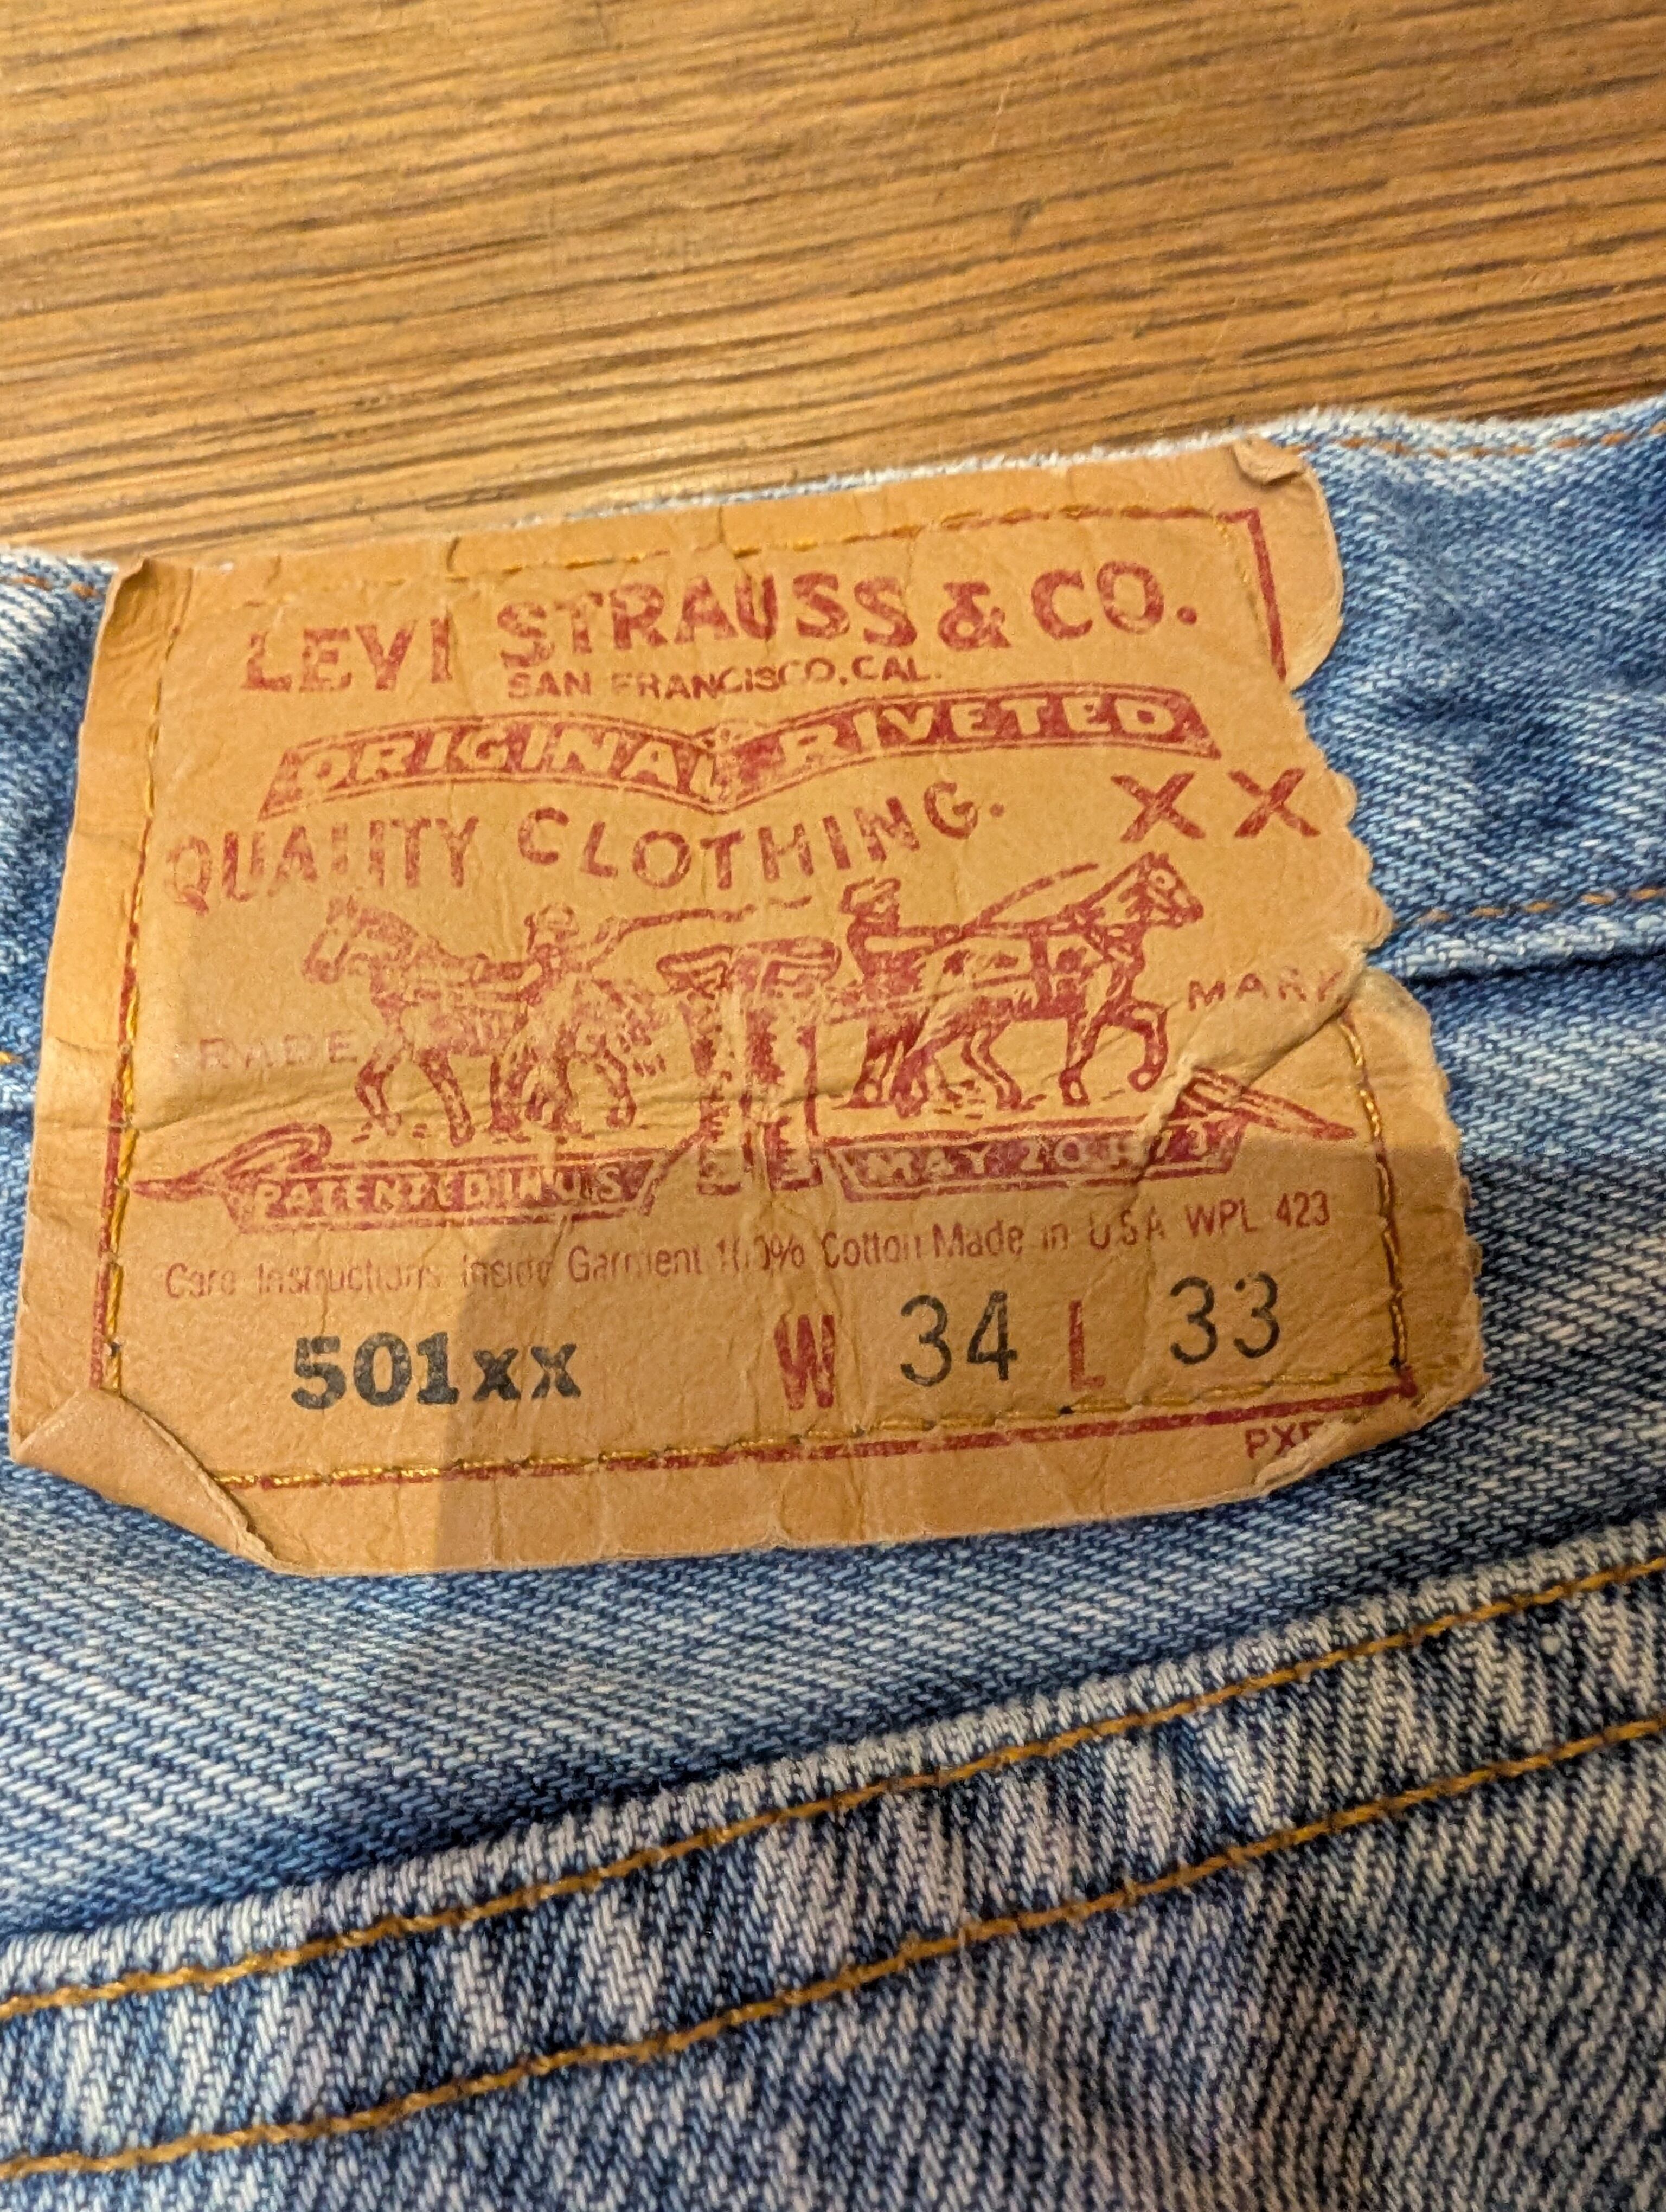 LEVI STRAUSS & CO.
SAN FRANCISCO, CAL.
ORIGINAL RIVETED
QUALITY CLOTHING. XX
TRADE MARK
PATENTED IN U.S. MAY 20 1873
Care Instructions Inside Garment 100% Cotton Made in USA WPL 423
501xx W 34 L 33